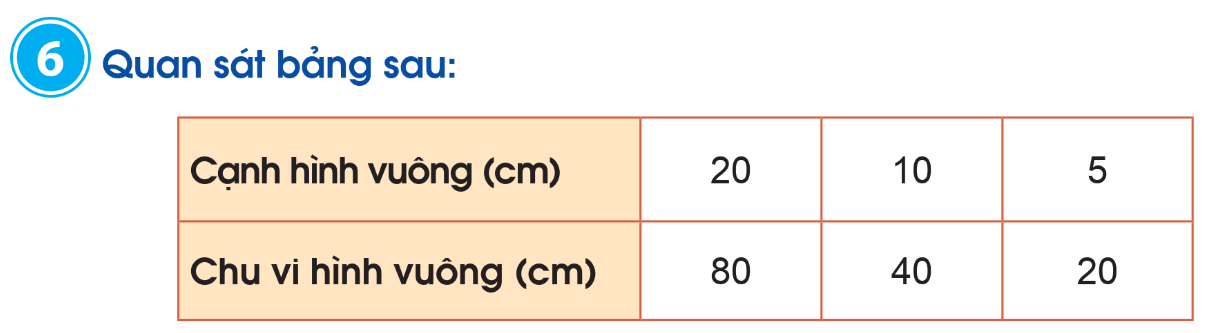 6 Quan sát bảng sau:
Cạnh hình vuông (cm) 20 10 5
Chu vi hình vuông (cm) 80 40 20